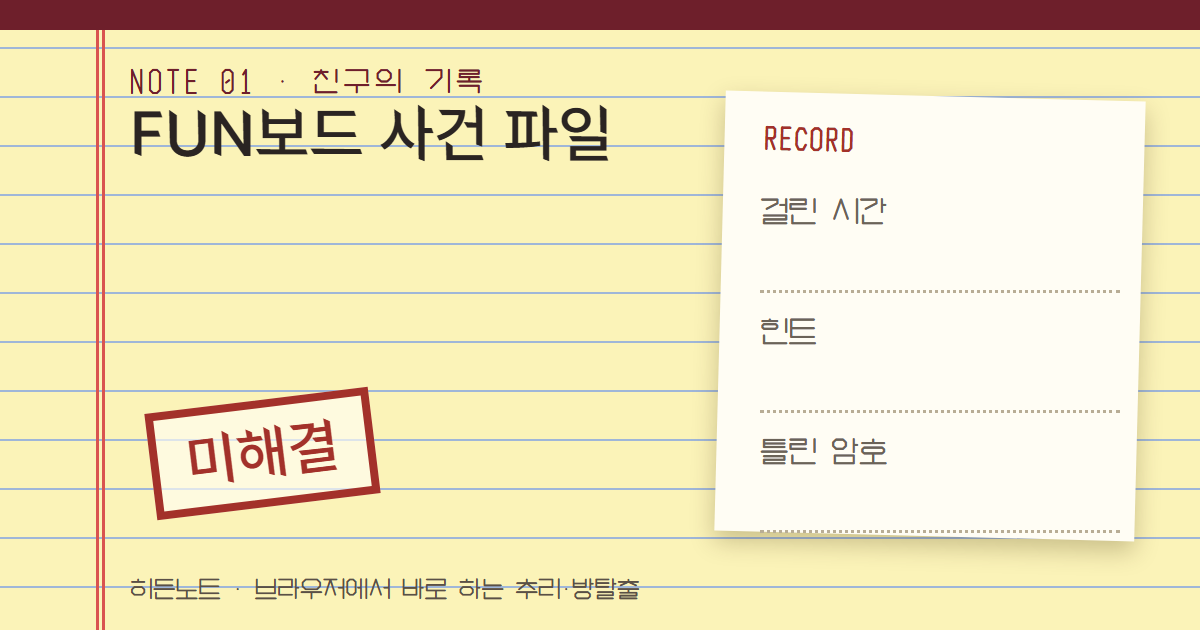 NOTE 01 · 친구의 기록
FUN보드 사건 파일
RECORD
걸린 시간
힌트
틀린 암호
미해결
히든노트 · 브라우저에서 바로 하는 추리·방탈출